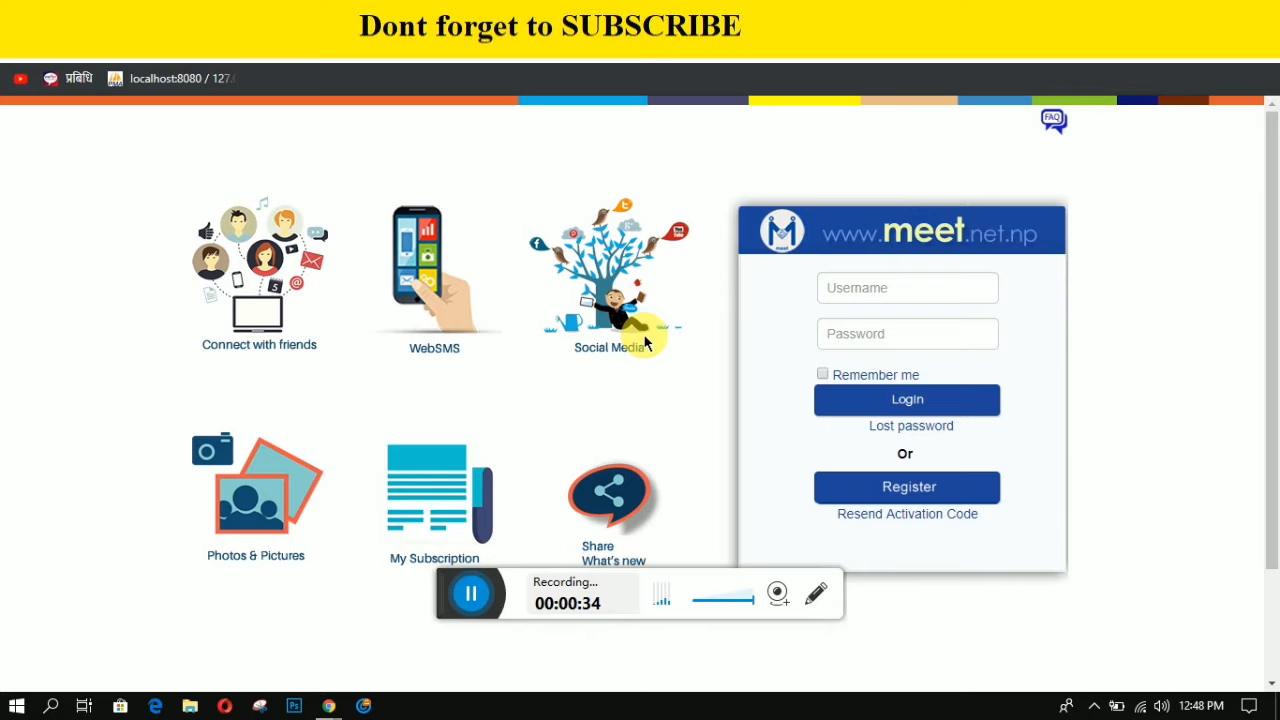 Dont forget to SUBSCRIBE
प्रबिधि
localhost:8080 / 127.
FAQ
Connect with friends
WebSMS
Social Media
www.meet.net.np
meet
Username
Password
Remember me
Login
Lost password
Or
Register
Resend Activation Code
Photos & Pictures
My Subscription
Share
What's new
Recording...
00:00:34
12:48 PM